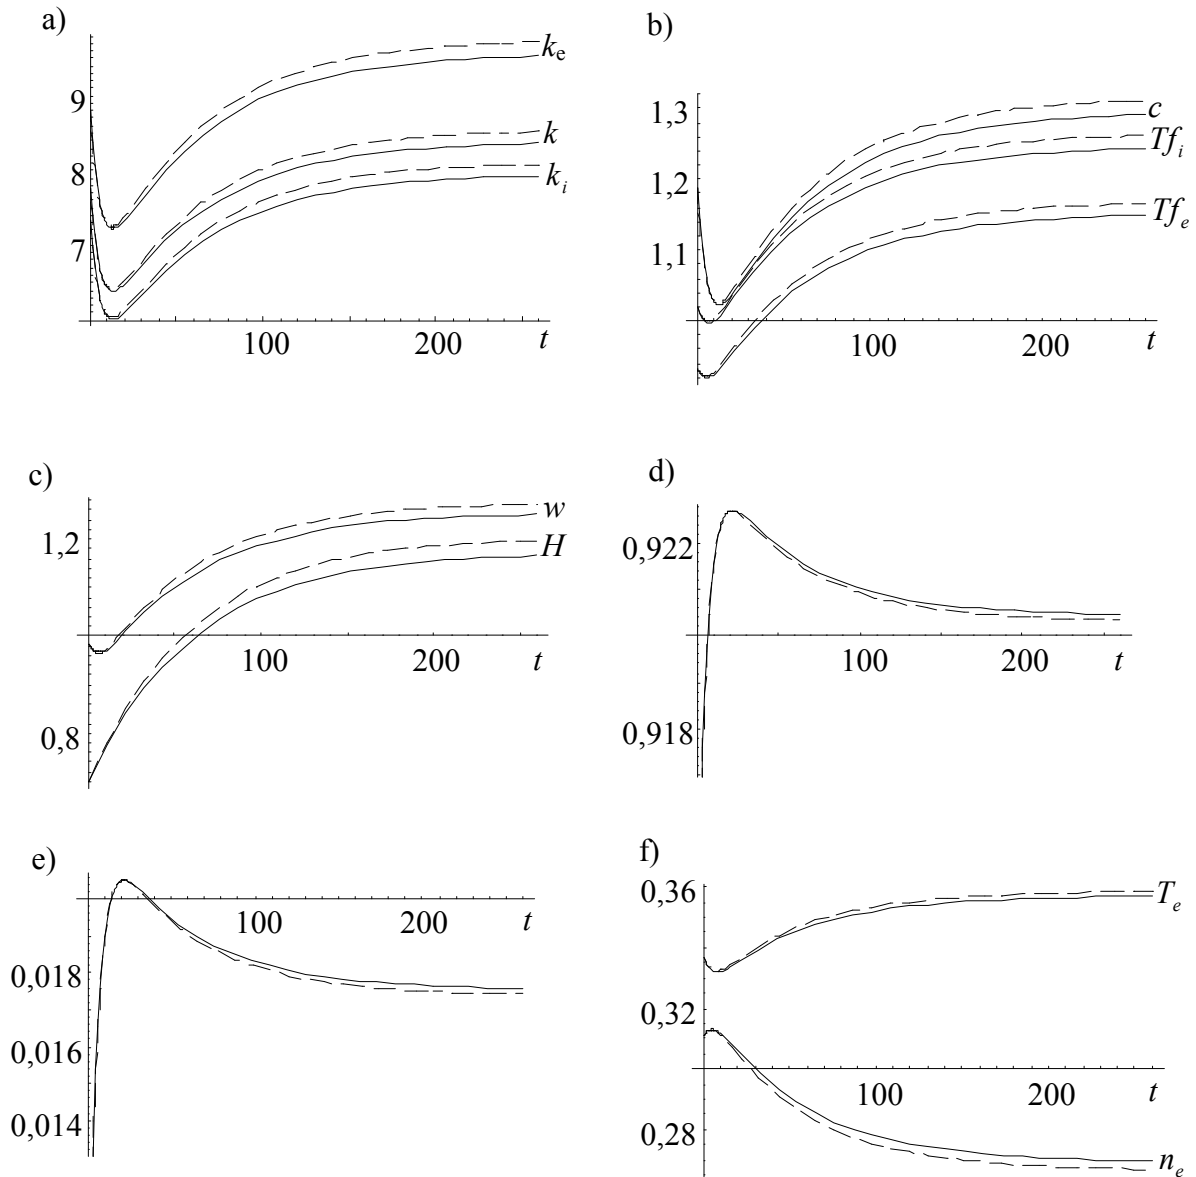 a)
k_e
9
k
8
k_i
7
100
200
t
b)
1,3
c
Tf_i
1,2
Tf_e
1,1
100
200
t
c)
w
1,2
H
100
200
t
0,8
d)
0,922
100
200
t
0,918
e)
100
200
t
0,018
0,016
0,014
f)
0,36
T_e
0,32
100
200
t
0,28
n_e